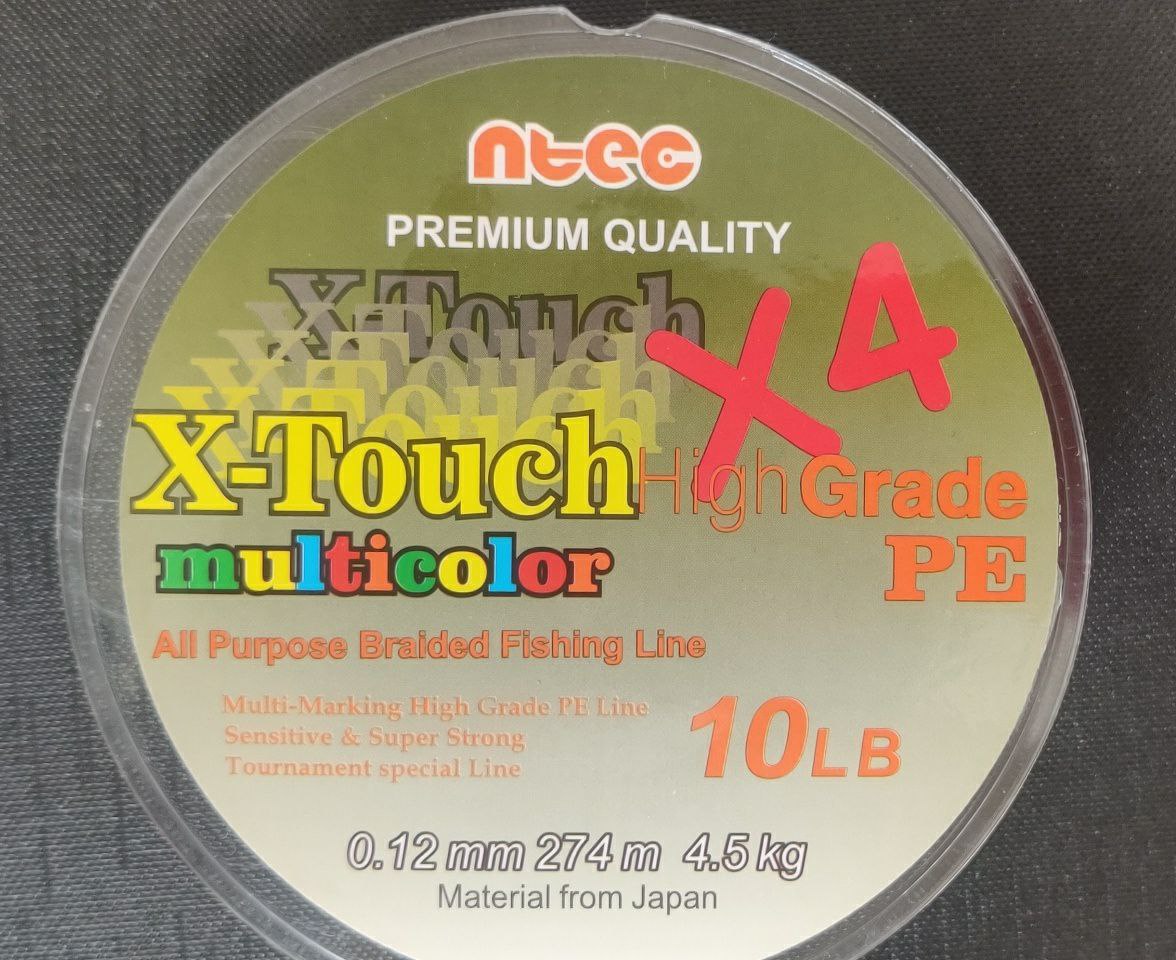 ntec
PREMIUM QUALITY
X-Touch
X-Touch
X-Touch
X-Touch X4
High Grade
PE
multicolor
All Purpose Braided Fishing Line
Multi-Marking High Grade PE Line
Sensitive & Super Strong
Tournament special Line
10LB
0.12 mm 274 m 4.5 kg
Material from Japan